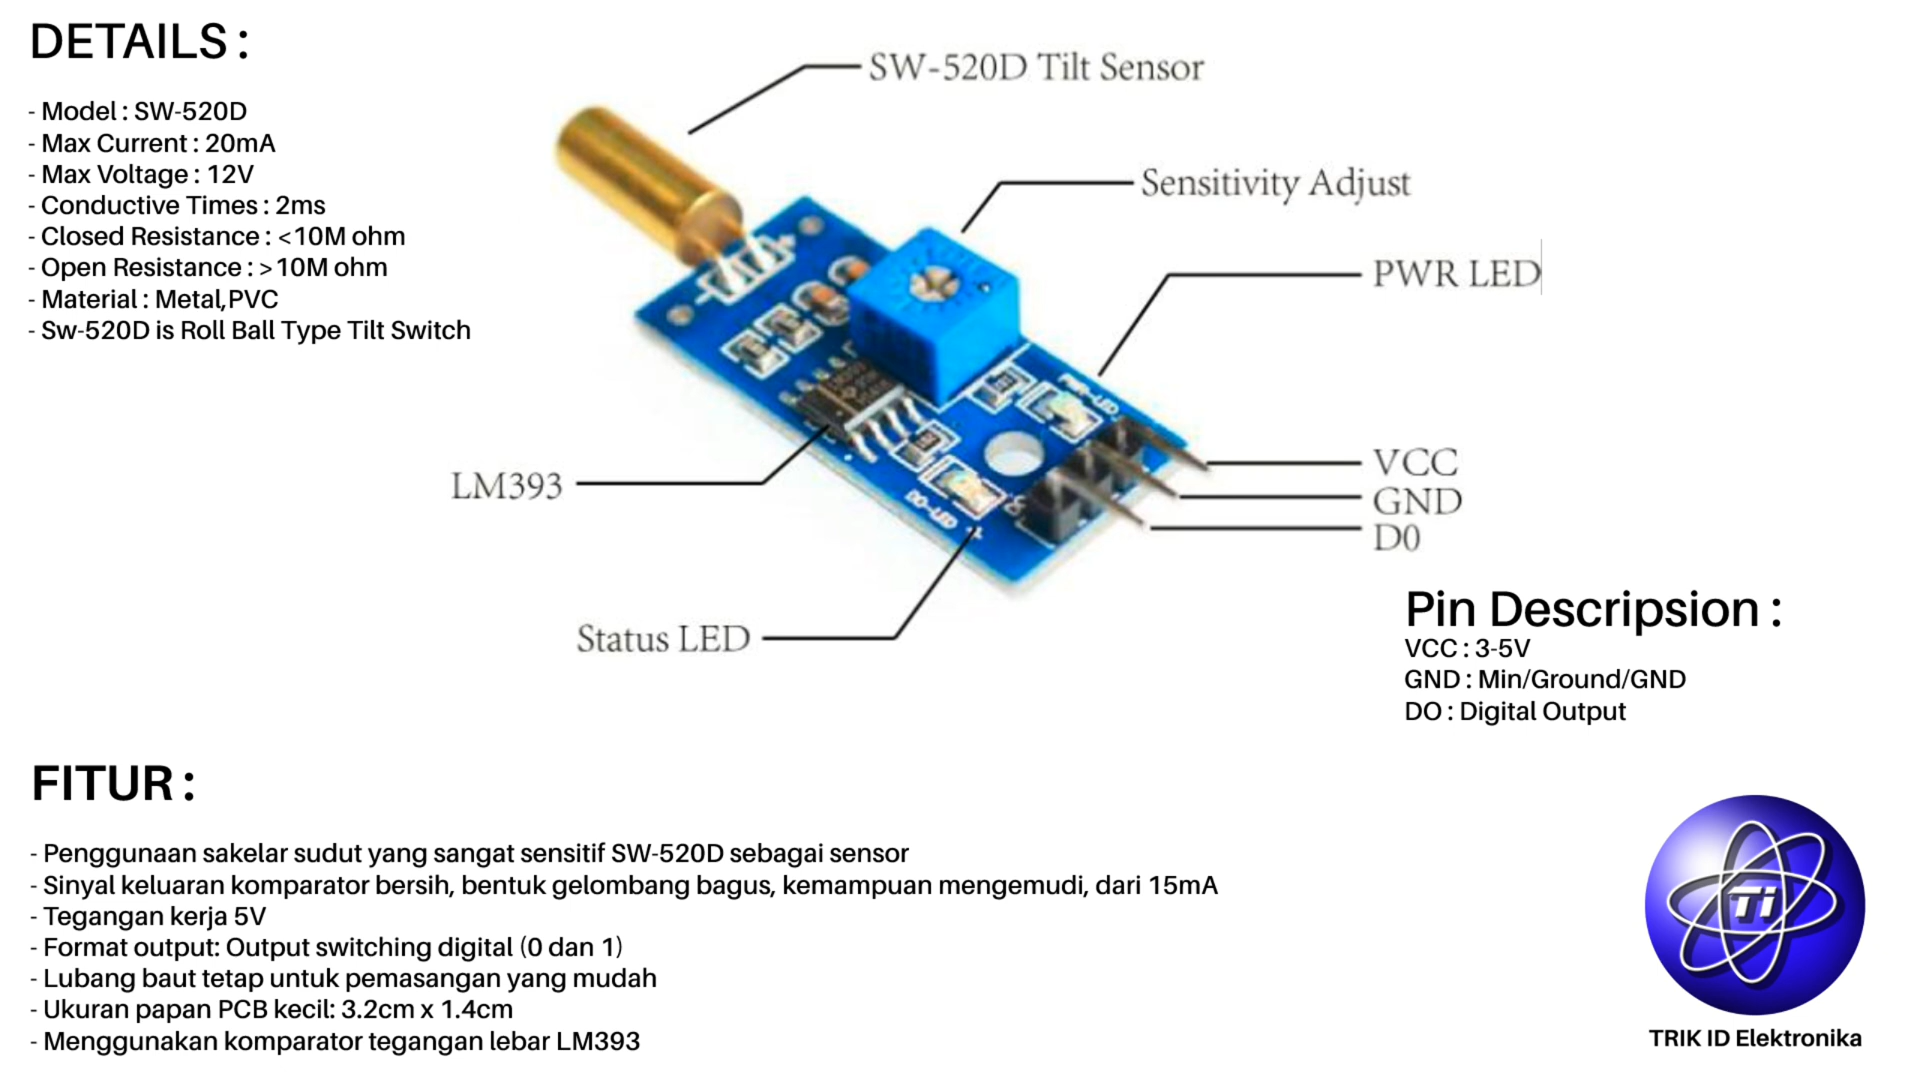 DETAILS :
- Model : SW-520D
- Max Current : 20mA
- Max Voltage : 12V
- Conductive Times : 2ms
- Closed Resistance : <10M ohm
- Open Resistance : >10M ohm
- Material : Metal,PVC
- Sw-520D is Roll Ball Type Tilt Switch
SW-520D Tilt Sensor
Sensitivity Adjust
PWR LED
PWR-LED
LM393
DO-LED
VCC
GND
D0
Status LED
Pin Descripsion :
VCC : 3-5V
GND : Min/Ground/GND
DO : Digital Output
FITUR :
- Penggunaan sakelar sudut yang sangat sensitif SW-520D sebagai sensor
- Sinyal keluaran komparator bersih, bentuk gelombang bagus, kemampuan mengemudi, dari 15mA
- Tegangan kerja 5V
- Format output: Output switching digital (0 dan 1)
- Lubang baut tetap untuk pemasangan yang mudah
- Ukuran papan PCB kecil: 3.2cm x 1.4cm
- Menggunakan komparator tegangan lebar LM393
Ti
TRIK ID Elektronika